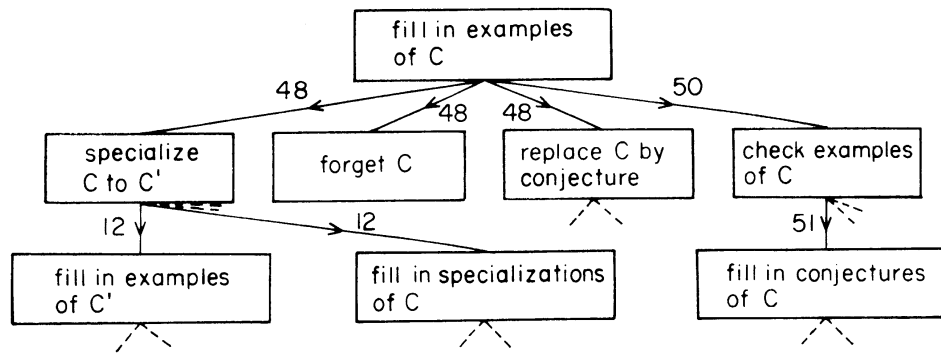 fill in examples
of C
48
48
48
50
specialize
C to C'
forget C
replace C by
conjecture
check examples
of C
12
12
51
fill in examples
of C'
fill in specializations
of C
fill in conjectures
of C